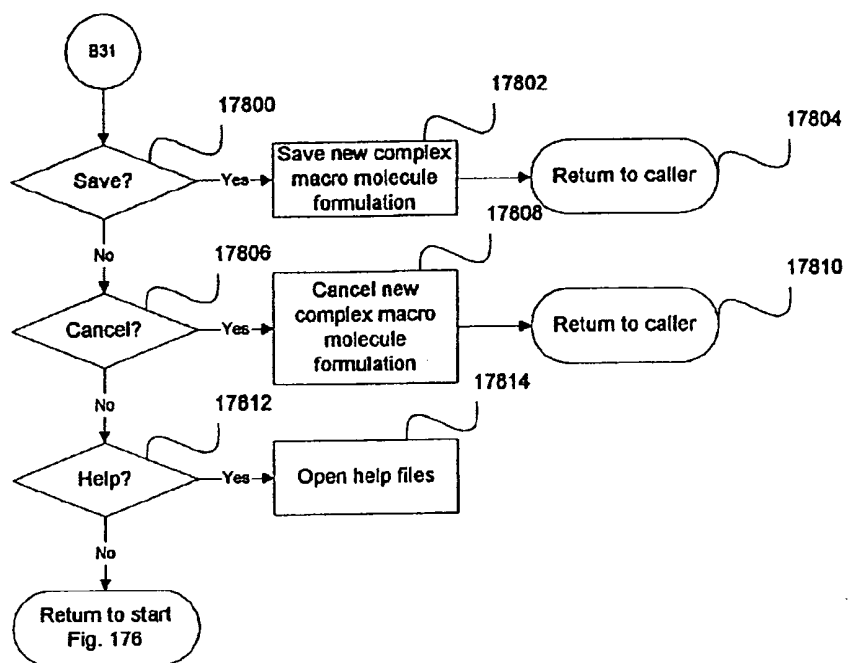 B31
17800
Save?
Yes
17802
Save new complex
macro molecule
formulation
17804
Return to caller
No
17806
Cancel?
Yes
17808
Cancel new
complex macro
molecule
formulation
17810
Return to caller
No
17812
Help?
Yes
17814
Open help files
No
Return to start
Fig. 176